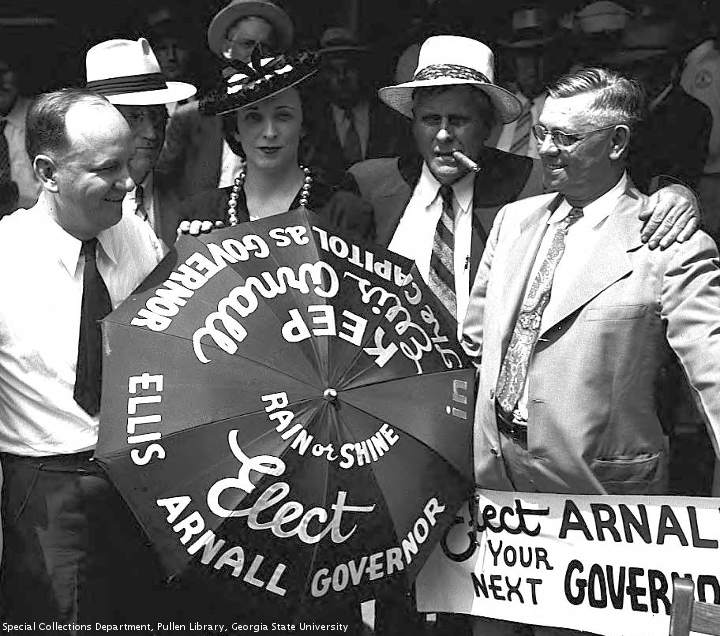 KEEP
Ellis Arnall
in
The CAPITOL
as GOVERNOR
RAIN or SHINE
Elect
ELLIS
ARNALL
GOVERNOR
Elect ARNAL
YOUR
NEXT GOVERNO
Special Collections Department, Pullen Library, Georgia State University